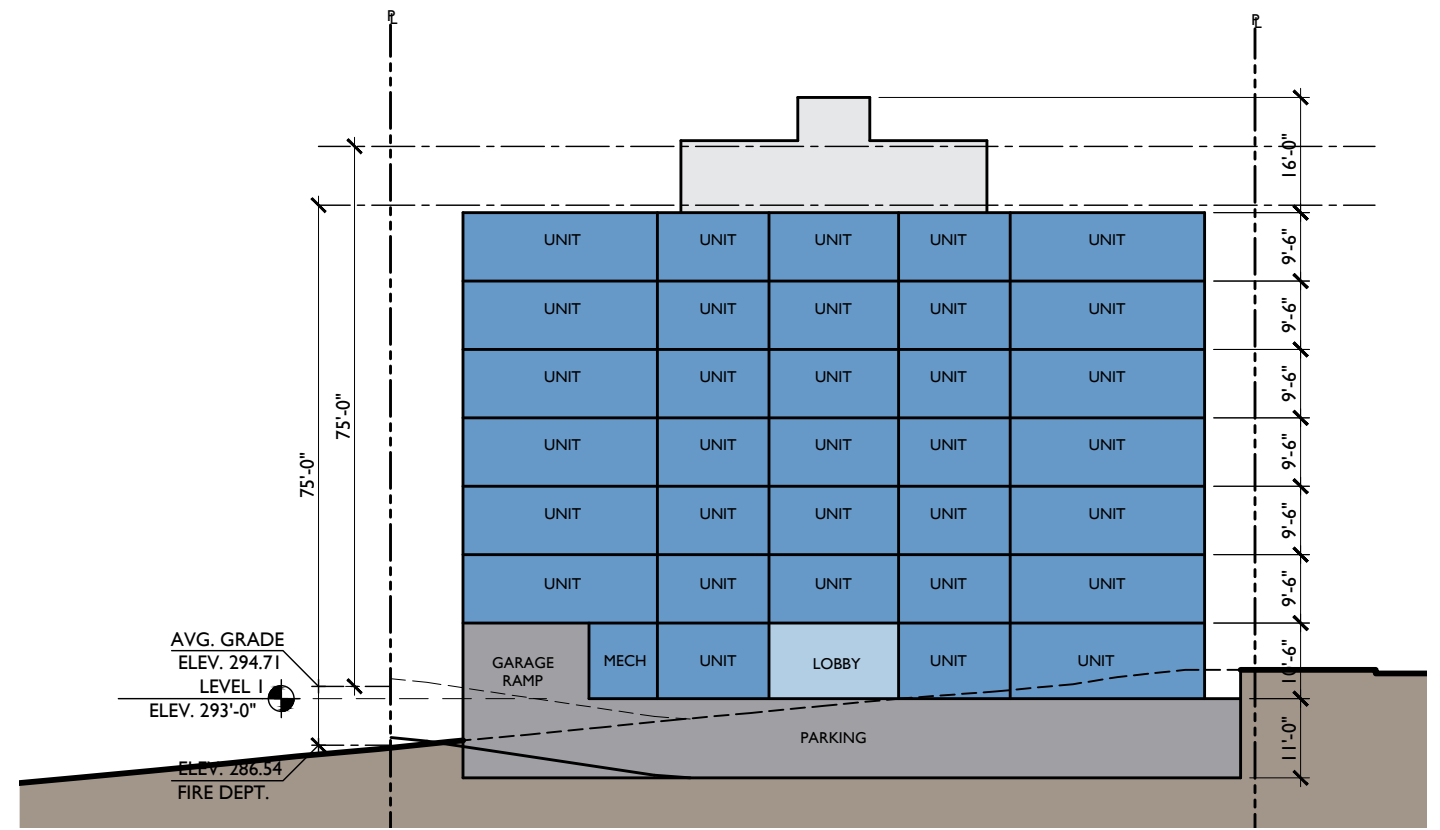 PL
PL
16'-0"
UNIT UNIT UNIT UNIT UNIT
9'-6"
UNIT UNIT UNIT UNIT UNIT
9'-6"
UNIT UNIT UNIT UNIT UNIT
9'-6"
75'-0"
UNIT UNIT UNIT UNIT UNIT
9'-6"
75'-0"
UNIT UNIT UNIT UNIT UNIT
9'-6"
UNIT UNIT UNIT UNIT UNIT
9'-6"
AVG. GRADE
ELEV. 294.71
LEVEL 1
ELEV. 293'-0"
GARAGE
RAMP
MECH UNIT LOBBY UNIT UNIT
10'-6"
PARKING
11'-0"
ELEV. 286.54
FIRE DEPT.